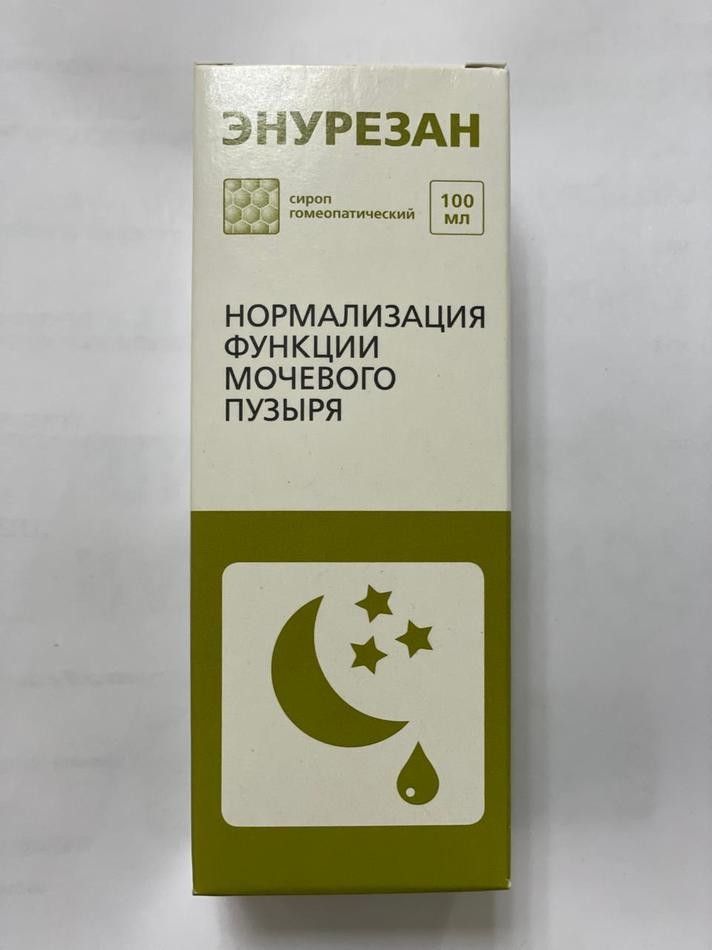 ЭНУРЕЗАН
сироп
гомеопатический
100
мл
НОРМАЛИЗАЦИЯ
ФУНКЦИИ
МОЧЕВОГО
ПУЗЫРЯ